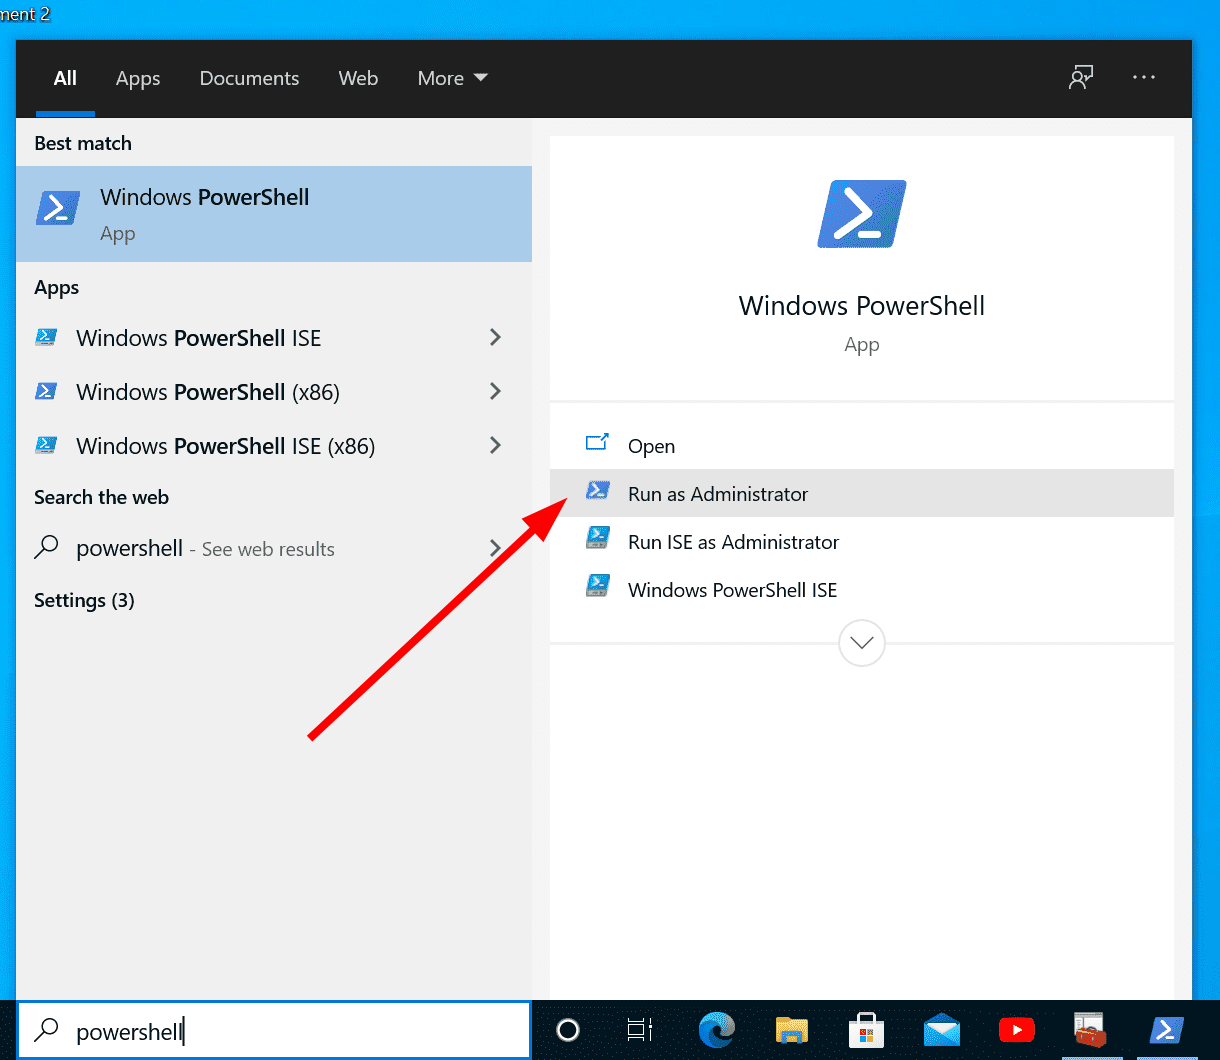 ment 2
All Apps Documents Web More
Best match
Windows PowerShell
App
Apps
Windows PowerShell ISE
Windows PowerShell (x86)
Windows PowerShell ISE (x86)
Search the web
powershell - See web results
Settings (3)
Windows PowerShell
App
Open
Run as Administrator
Run ISE as Administrator
Windows PowerShell ISE
powershell